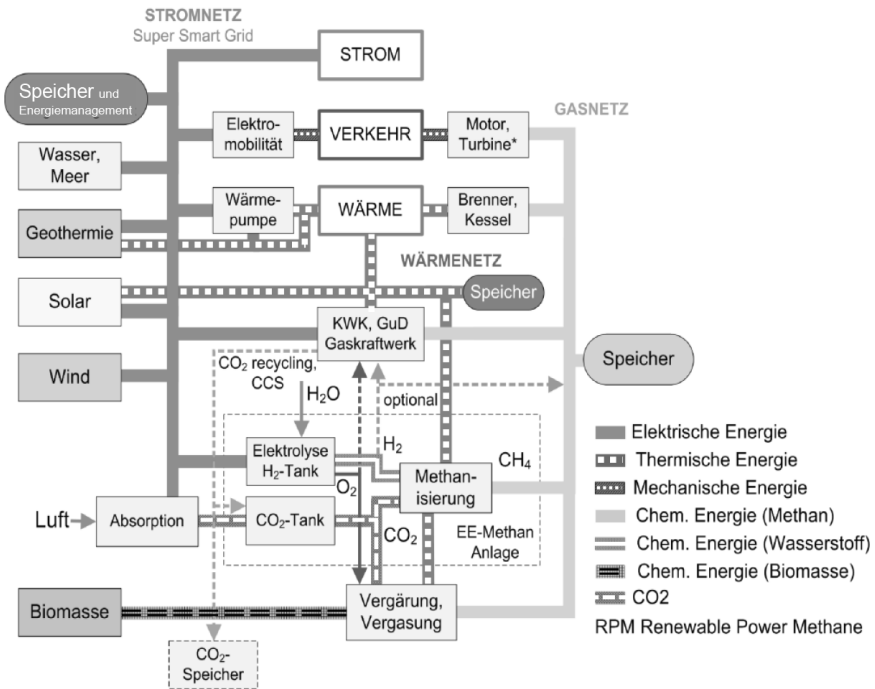 STROMNETZ
Super Smart Grid
STROM
Speicher und
Energiemanagement
GASNETZ
Elektro-
mobilität
VERKEHR
Motor,
Turbine*
Wasser,
Meer
Wärme-
pumpe
WÄRME
Brenner,
Kessel
Geothermie
WÄRMENETZ
Solar
Speicher
KWK, GuD
Gaskraftwerk
Wind
CO₂ recycling,
CCS
Speicher
H₂O
optional
Elektrolyse
H₂-Tank
H₂
O₂
Methan-
isierung
CH₄
Luft
Absorption
CO₂-Tank
CO₂
EE-Methan
Anlage
Biomasse
Vergärung,
Vergasung
CO₂-
Speicher
Elektrische Energie
Thermische Energie
Mechanische Energie
Chem. Energie (Methan)
Chem. Energie (Wasserstoff)
Chem. Energie (Biomasse)
CO2
RPM Renewable Power Methane